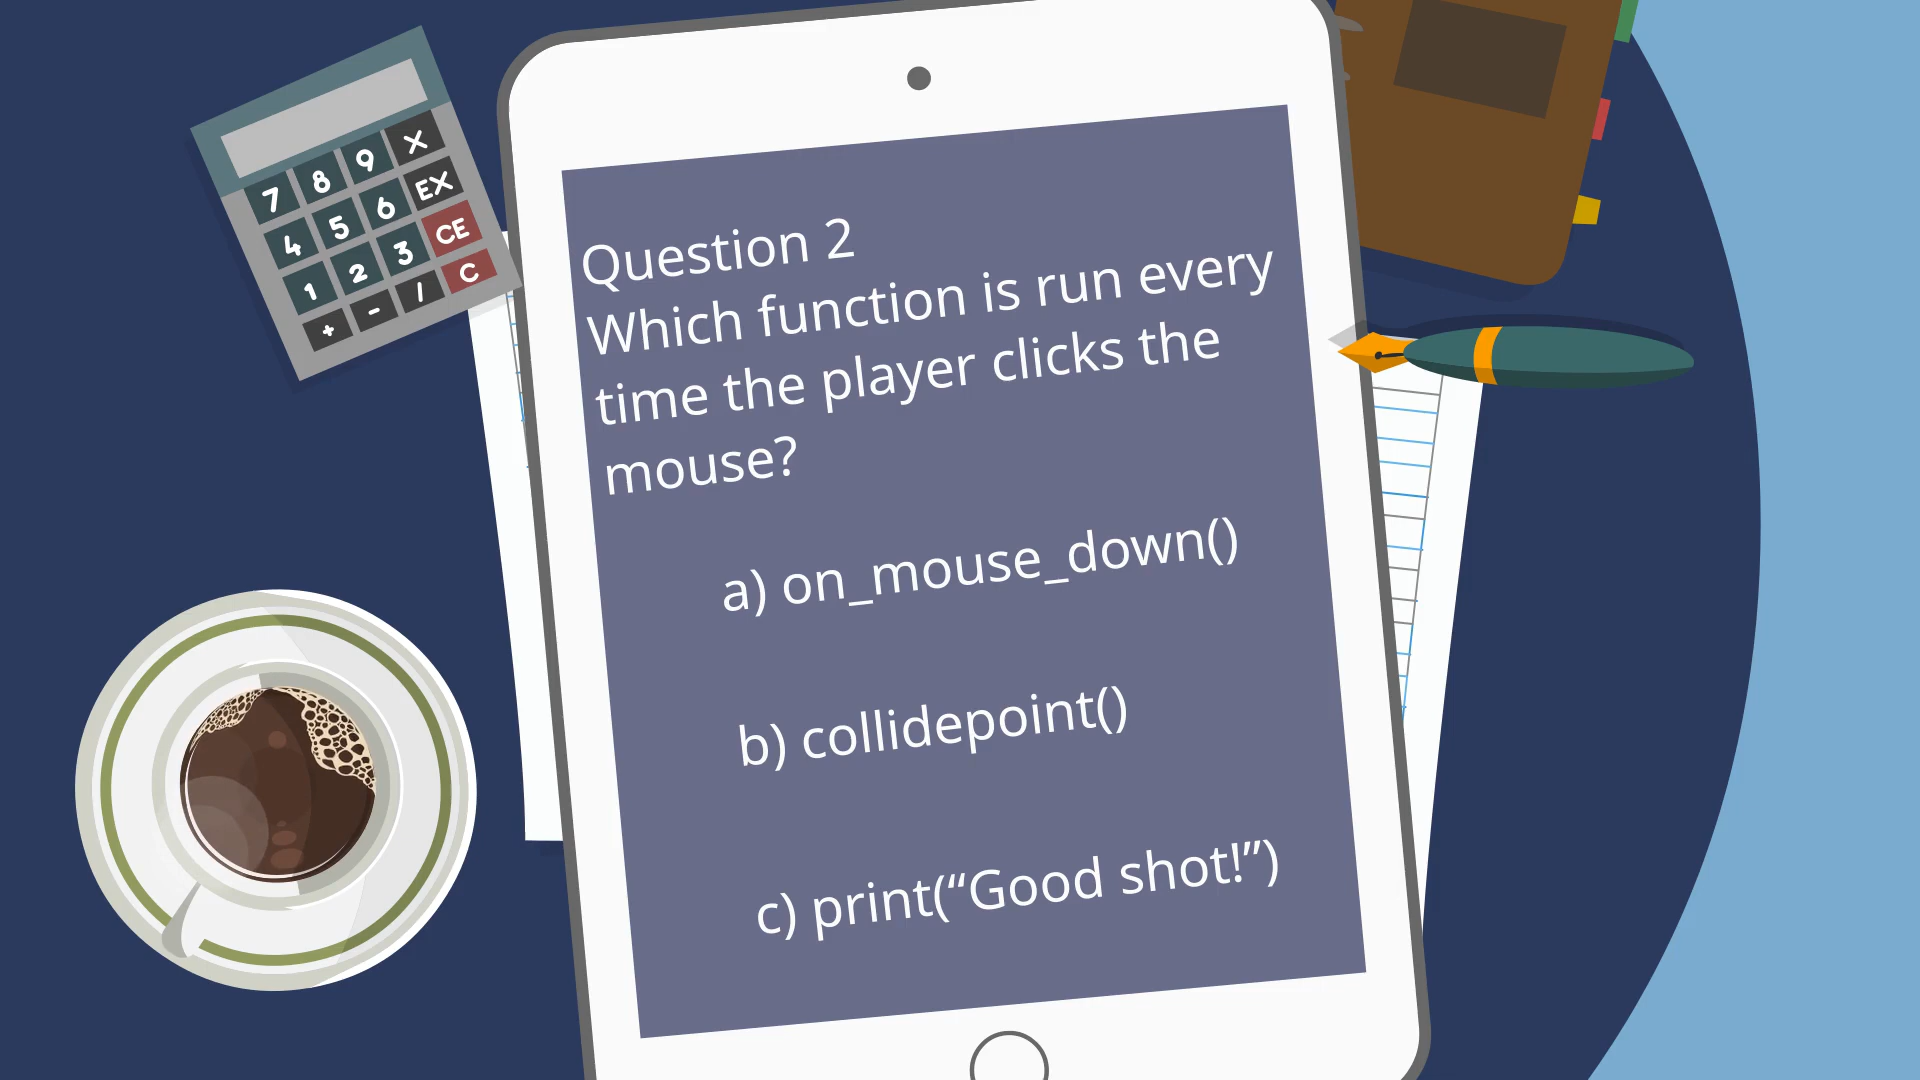 7 8 9 X
4 5 6 EX
1 2 3 CE
+ - / C
Question 2
Which function is run every
time the player clicks the
mouse?
a) on_mouse_down()
b) collidepoint()
c) print(“Good shot!”)